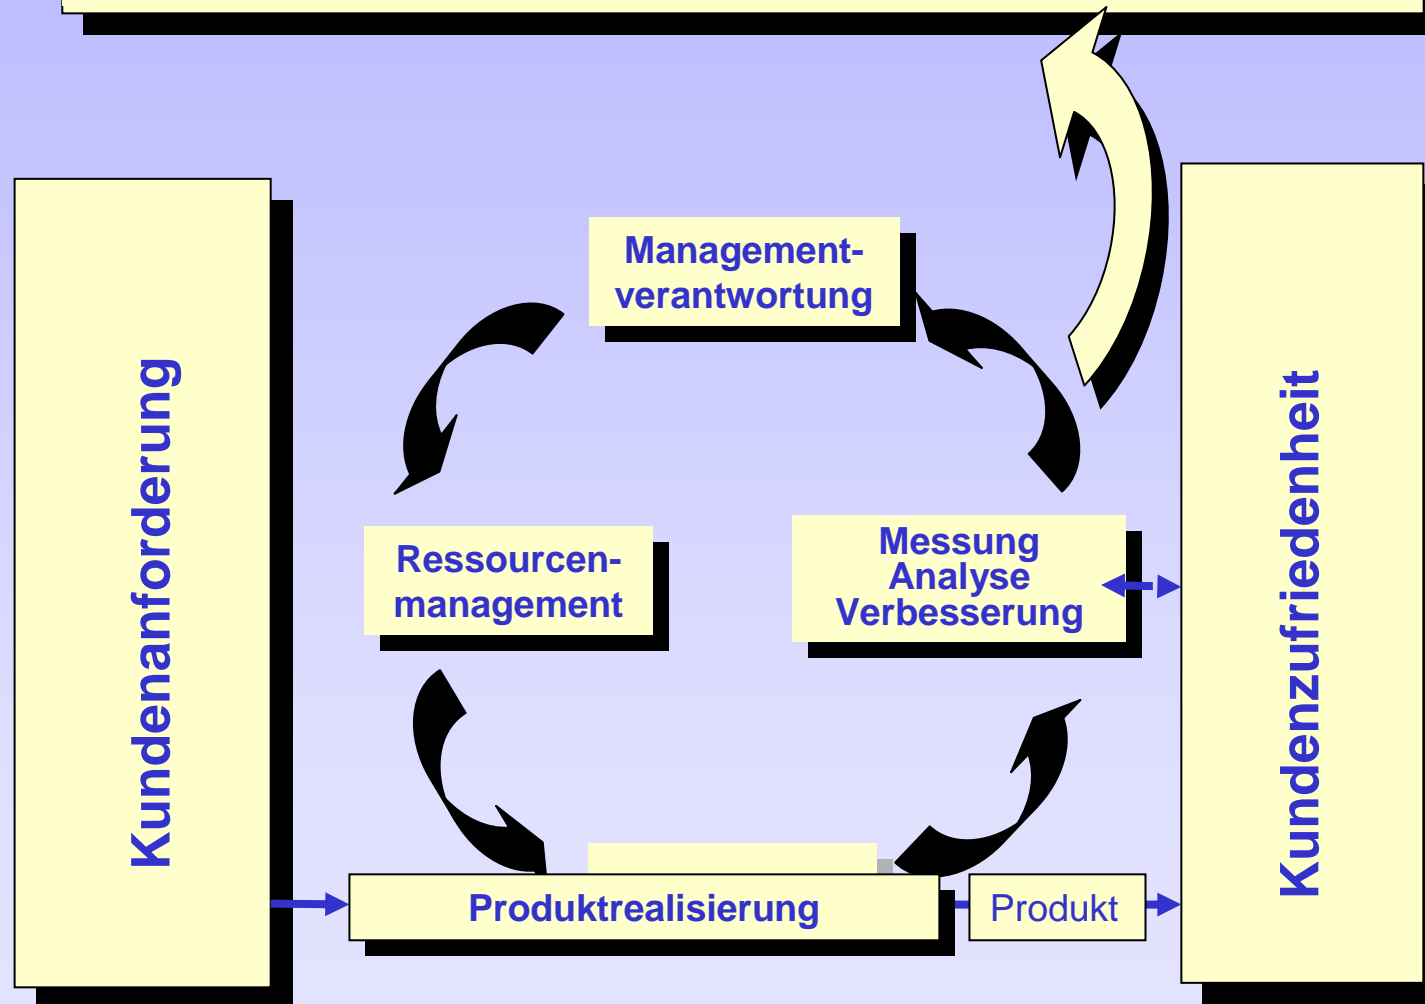 Kundenanforderung
Management-
verantwortung
Ressourcen-
management
Messung
Analyse
Verbesserung
Produktrealisierung
Produkt
Kundenzufriedenheit